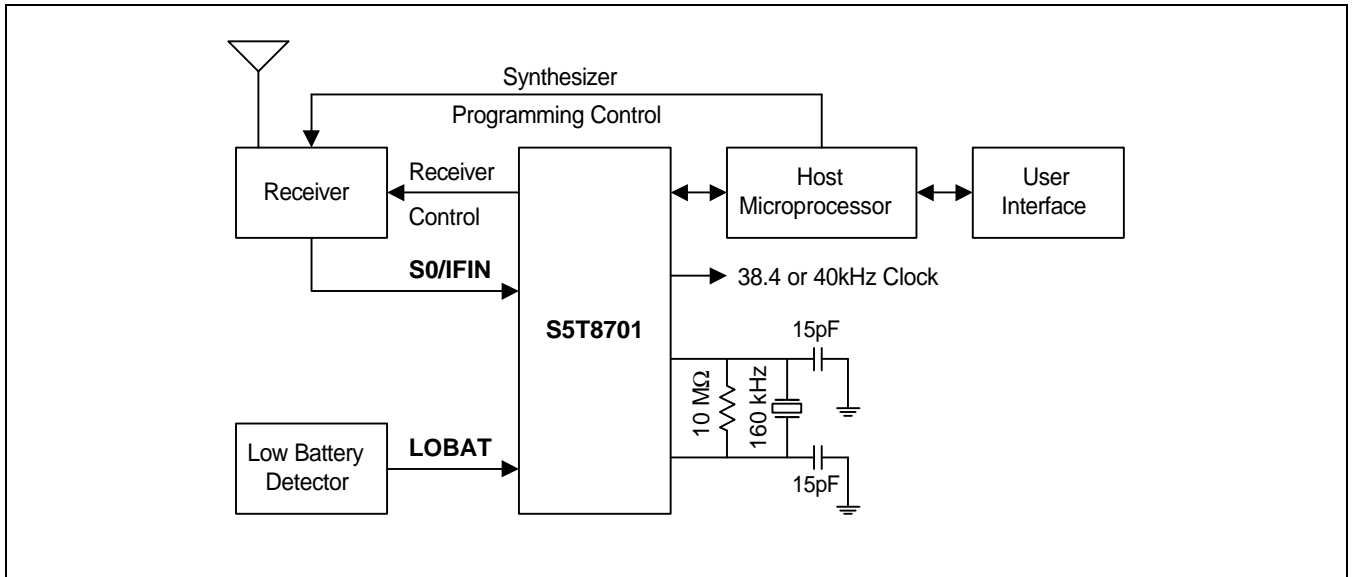 Synthesizer
Programming Control
Receiver
Receiver
Control
Host
Microprocessor
User
Interface
S0/IFIN
38.4 or 40kHz Clock
S5T8701
15pF
10 MΩ
160 kHz
Low Battery
Detector
LOBAT
15pF